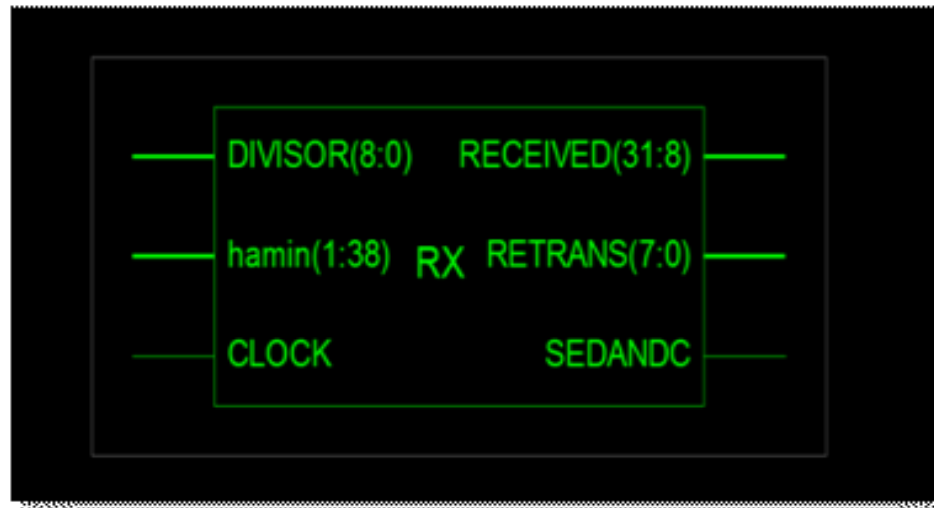 DIVISOR(8:0) RECEIVED(31:8)
hamin(1:38) RX RETRANS(7:0)
CLOCK SEDANDC